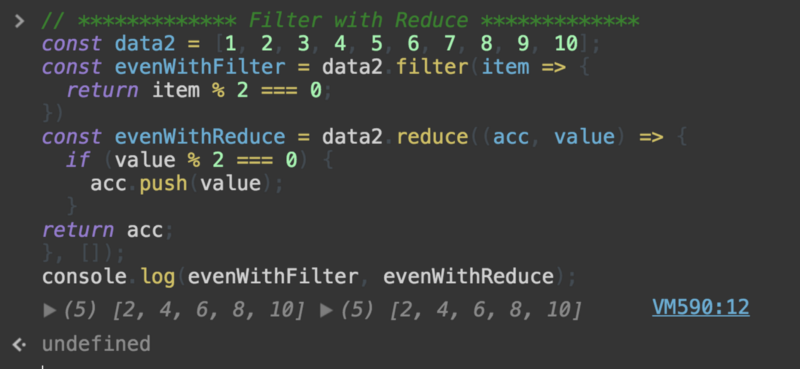 > // ************* Filter with Reduce *************
const data2 = [1, 2, 3, 4, 5, 6, 7, 8, 9, 10];
const evenWithFilter = data2.filter(item => {
  return item % 2 === 0;
})
const evenWithReduce = data2.reduce((acc, value) => {
  if (value % 2 === 0) {
    acc.push(value);
  }
return acc;
}, []);
console.log(evenWithFilter, evenWithReduce);
▶(5) [2, 4, 6, 8, 10] ▶(5) [2, 4, 6, 8, 10] VM590:12
undefined